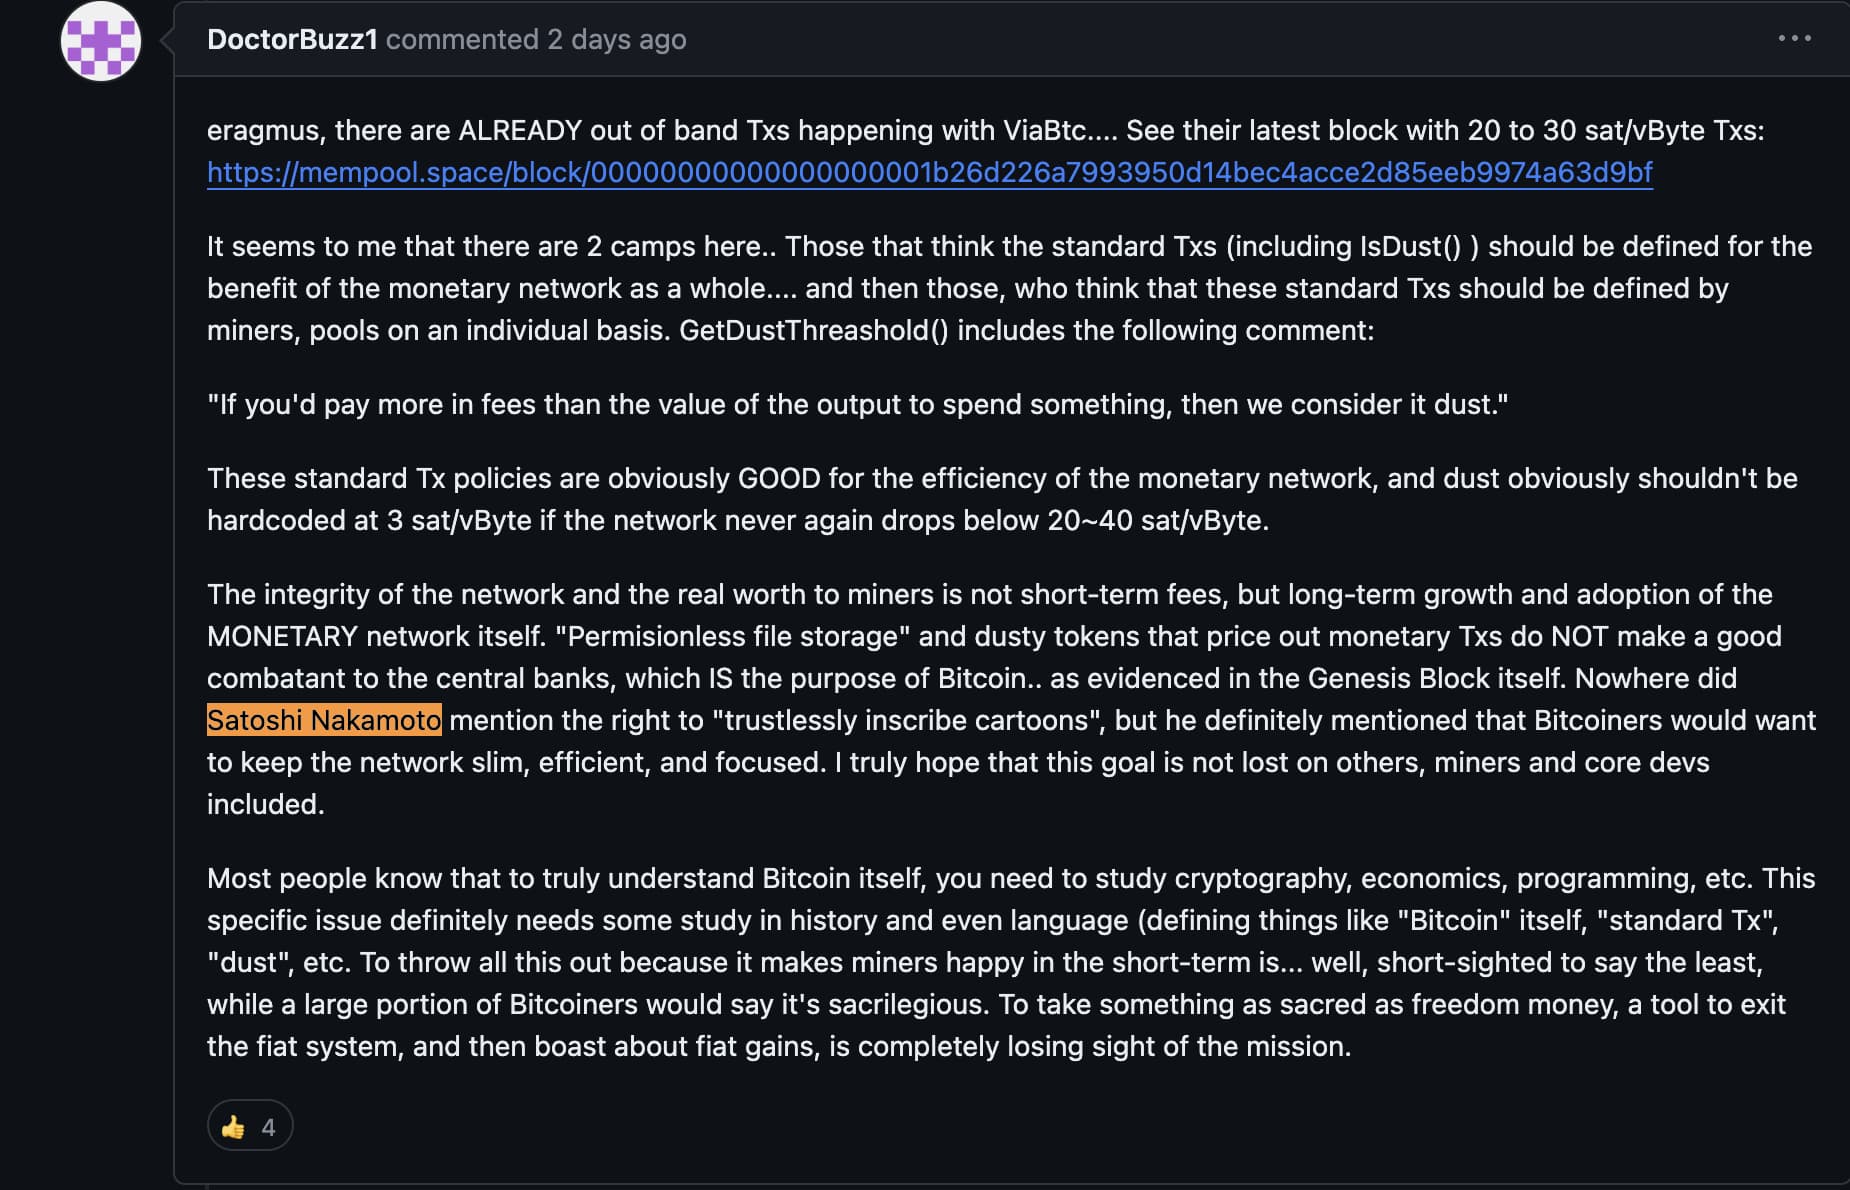 DoctorBuzz1 commented 2 days ago
eragmus, there are ALREADY out of band Txs happening with ViaBtc.... See their latest block with 20 to 30 sat/vByte Txs:
https://mempool.space/block/00000000000000000001b26d226a7993950d14bec4acce2d85eeb9974a63d9bf
It seems to me that there are 2 camps here.. Those that think the standard Txs (including IsDust() ) should be defined for the
benefit of the monetary network as a whole.... and then those, who think that these standard Txs should be defined by
miners, pools on an individual basis. GetDustThreashold() includes the following comment:
"If you'd pay more in fees than the value of the output to spend something, then we consider it dust."
These standard Tx policies are obviously GOOD for the efficiency of the monetary network, and dust obviously shouldn't be
hardcoded at 3 sat/vByte if the network never again drops below 20~40 sat/vByte.
The integrity of the network and the real worth to miners is not short-term fees, but long-term growth and adoption of the
MONETARY network itself. "Permisionless file storage" and dusty tokens that price out monetary Txs do NOT make a good
combatant to the central banks, which IS the purpose of Bitcoin.. as evidenced in the Genesis Block itself. Nowhere did
Satoshi Nakamoto mention the right to "trustlessly inscribe cartoons", but he definitely mentioned that Bitcoiners would want
to keep the network slim, efficient, and focused. I truly hope that this goal is not lost on others, miners and core devs
included.
Most people know that to truly understand Bitcoin itself, you need to study cryptography, economics, programming, etc. This
specific issue definitely needs some study in history and even language (defining things like "Bitcoin" itself, "standard Tx",
"dust", etc. To throw all this out because it makes miners happy in the short-term is... well, short-sighted to say the least,
while a large portion of Bitcoiners would say it's sacrilegious. To take something as sacred as freedom money, a tool to exit
the fiat system, and then boast about fiat gains, is completely losing sight of the mission.
👍 4